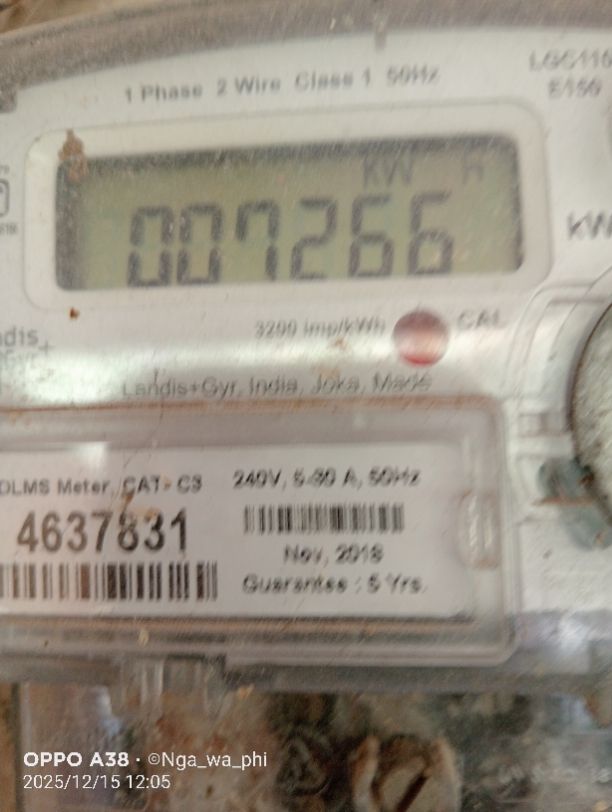 1 Phase 2 Wire Class 1 50Hz
E150
kW h
007266
kW
3200 imp/kWh
CAL
Landis+Gyr, India, Joka, Made
DLMS Meter, CAT- C3
240V, 5-30 A, 50Hz
4637831
Nov, 2018
Guarantee : 5 Yrs.
OPPO A38 · ©Nga_wa_phi
2025/12/15 12:05